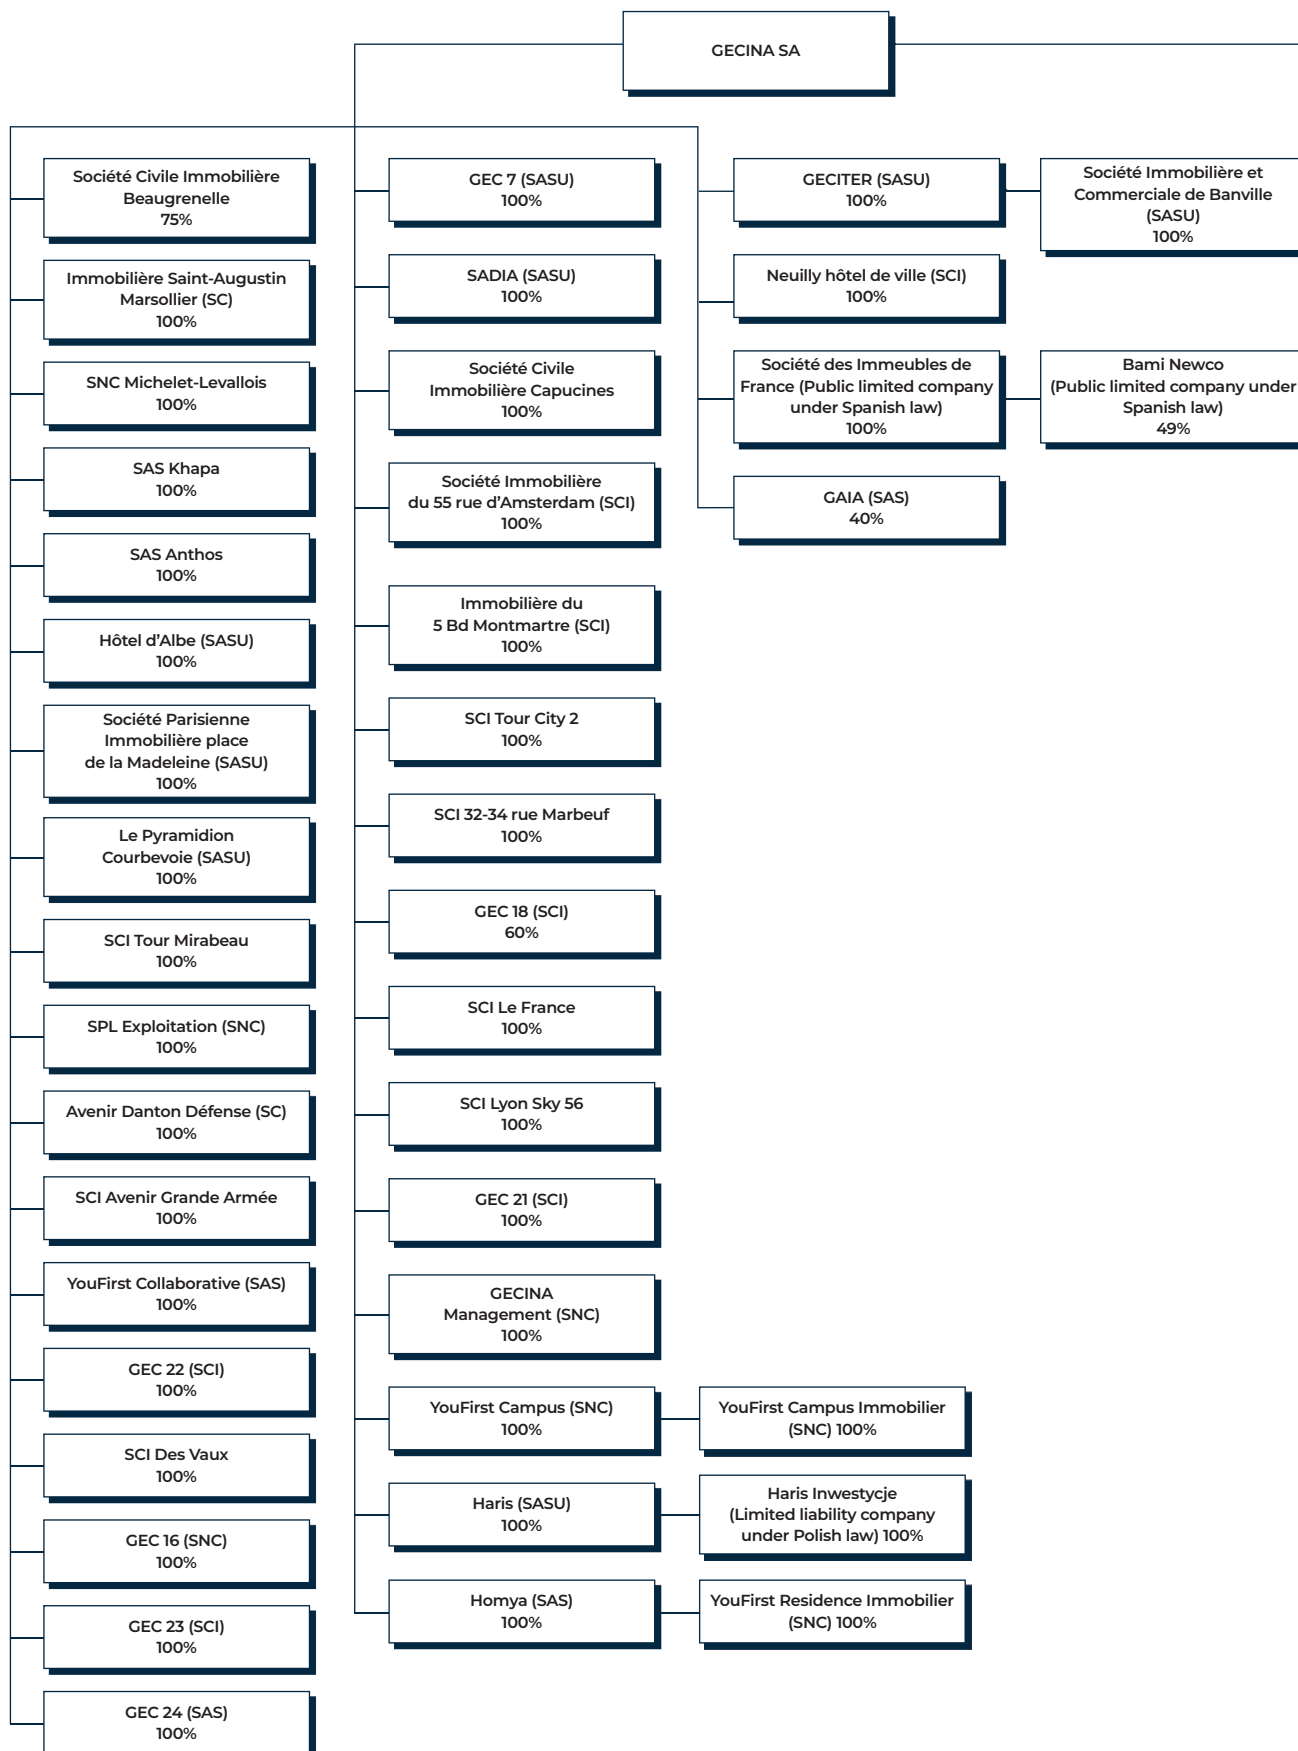 GECINA SA
Société Civile Immobilière
Beaugrenelle
75%
Immobilière Saint-Augustin
Marsollier (SC)
100%
SNC Michelet-Levallois
100%
SAS Khapa
100%
SAS Anthos
100%
Hôtel d'Albe (SASU)
100%
Société Parisienne
Immobilière place
de la Madeleine (SASU)
100%
Le Pyramidion
Courbevoie (SASU)
100%
SCI Tour Mirabeau
100%
SPL Exploitation (SNC)
100%
Avenir Danton Défense (SC)
100%
SCI Avenir Grande Armée
100%
YouFirst Collaborative (SAS)
100%
GEC 22 (SCI)
100%
SCI Des Vaux
100%
GEC 16 (SNC)
100%
GEC 23 (SCI)
100%
GEC 24 (SAS)
100%
GEC 7 (SASU)
100%
SADIA (SASU)
100%
Société Civile
Immobilière Capucines
100%
Société Immobilière
du 55 rue d'Amsterdam (SCI)
100%
Immobilière du
5 Bd Montmartre (SCI)
100%
SCI Tour City 2
100%
SCI 32-34 rue Marbeuf
100%
GEC 18 (SCI)
60%
SCI Le France
100%
SCI Lyon Sky 56
100%
GEC 21 (SCI)
100%
GECINA
Management (SNC)
100%
YouFirst Campus (SNC)
100%
YouFirst Campus Immobilier
(SNC) 100%
Haris (SASU)
100%
Haris Inwestycje
(Limited liability company
under Polish law) 100%
Homya (SAS)
100%
YouFirst Residence Immobilier
(SNC) 100%
GECITER (SASU)
100%
Société Immobilière et
Commerciale de Banville
(SASU)
100%
Neuilly hôtel de ville (SCI)
100%
Société des Immeubles de
France (Public limited company
under Spanish law)
100%
Bami Newco
(Public limited company under
Spanish law)
49%
GAIA (SAS)
40%